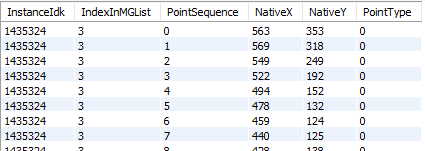 InstanceIdk IndexInMGList PointSequence NativeX NativeY PointType
1435324 3 0 563 353 0
1435324 3 1 569 318 0
1435324 3 2 549 249 0
1435324 3 3 522 192 0
1435324 3 4 494 152 0
1435324 3 5 478 132 0
1435324 3 6 459 124 0
1435324 3 7 440 125 0
1435324 3 8 428 138 0